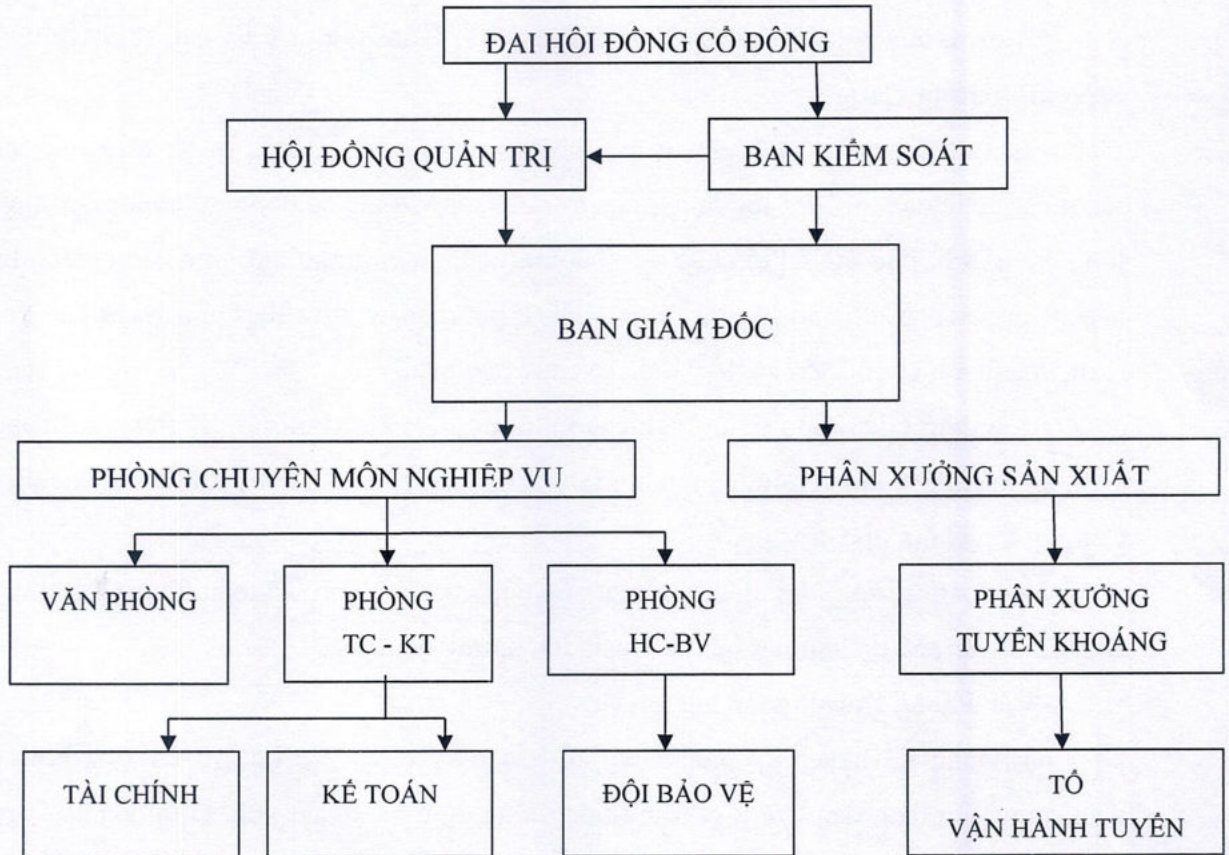 ĐẠI HỘI ĐỒNG CỔ ĐÔNG
HỘI ĐỒNG QUẢN TRỊ
BAN KIỂM SOÁT
BAN GIÁM ĐỐC
PHÒNG CHUYÊN MÔN NGHIỆP VỤ
PHÂN XƯỞNG SẢN XUẤT
VĂN PHÒNG
PHÒNG
TC - KT
PHÒNG
HC-BV
PHÂN XƯỞNG
TUYỂN KHOÁNG
TÀI CHÍNH
KẾ TOÁN
ĐỘI BẢO VỆ
TỔ
VẬN HÀNH TUYỂN